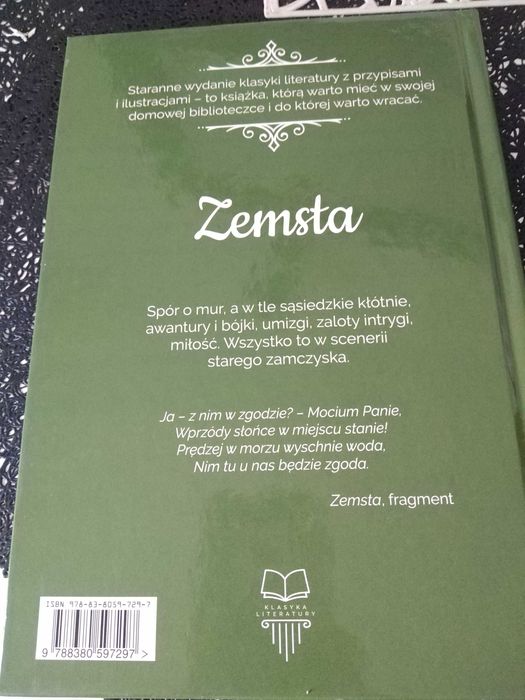 Staranne wydanie klasyki literatury z przypisami
i ilustracjami – to książka, którą warto mieć w swojej
domowej biblioteczce i do której warto wracać.
Zemsta
Spór o mur, a w tle sąsiedzkie kłótnie,
awantury i bójki, umizgi, zaloty intrygi,
miłość. Wszystko to w scenerii
starego zamczyska.
Ja – z nim w zgodzie? – Mocium Panie,
Wprzódy słońce w miejscu stanie!
Prędzej w morzu wyschnie woda,
Nim tu u nas będzie zgoda.
Zemsta, fragment
KLASYKA
LITERATURY
ISBN 978-83-8059-729-7
9 788380 597297 >